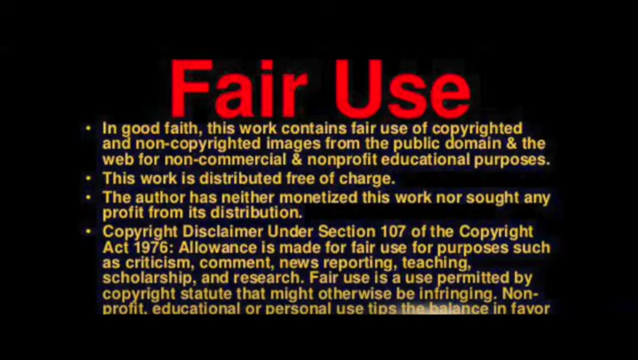 Fair Use
• In good faith, this work contains fair use of copyrighted
and non-copyrighted images from the public domain & the
web for non-commercial & nonprofit educational purposes.
• This work is distributed free of charge.
• The author has neither monetized this work nor sought any
profit from its distribution.
• Copyright Disclaimer Under Section 107 of the Copyright
Act 1976: Allowance is made for fair use for purposes such
as criticism, comment, news reporting, teaching,
scholarship, and research. Fair use is a use permitted by
copyright statute that might otherwise be infringing. Non-
profit, educational or personal use tips the balance in favor